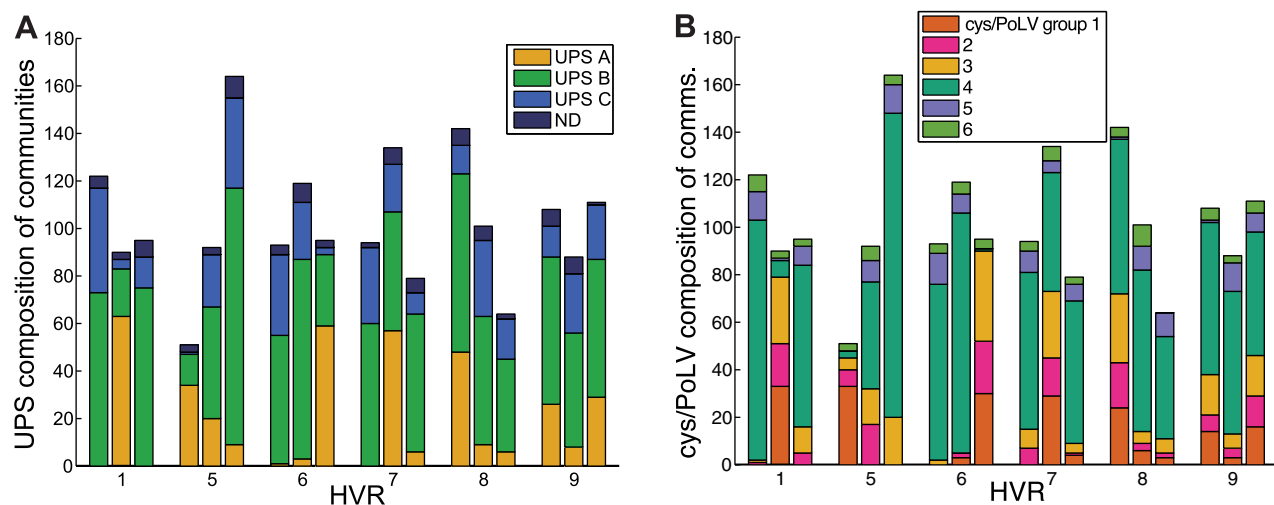 A
UPS composition of communities
180
160
140
120
100
80
60
40
20
0
UPS A
UPS B
UPS C
ND
1 5 6 7 8 9
HVR
B
cys/PoLV composition of comms.
180
160
140
120
100
80
60
40
20
0
cys/PoLV group 1
2
3
4
5
6
1 5 6 7 8 9
HVR